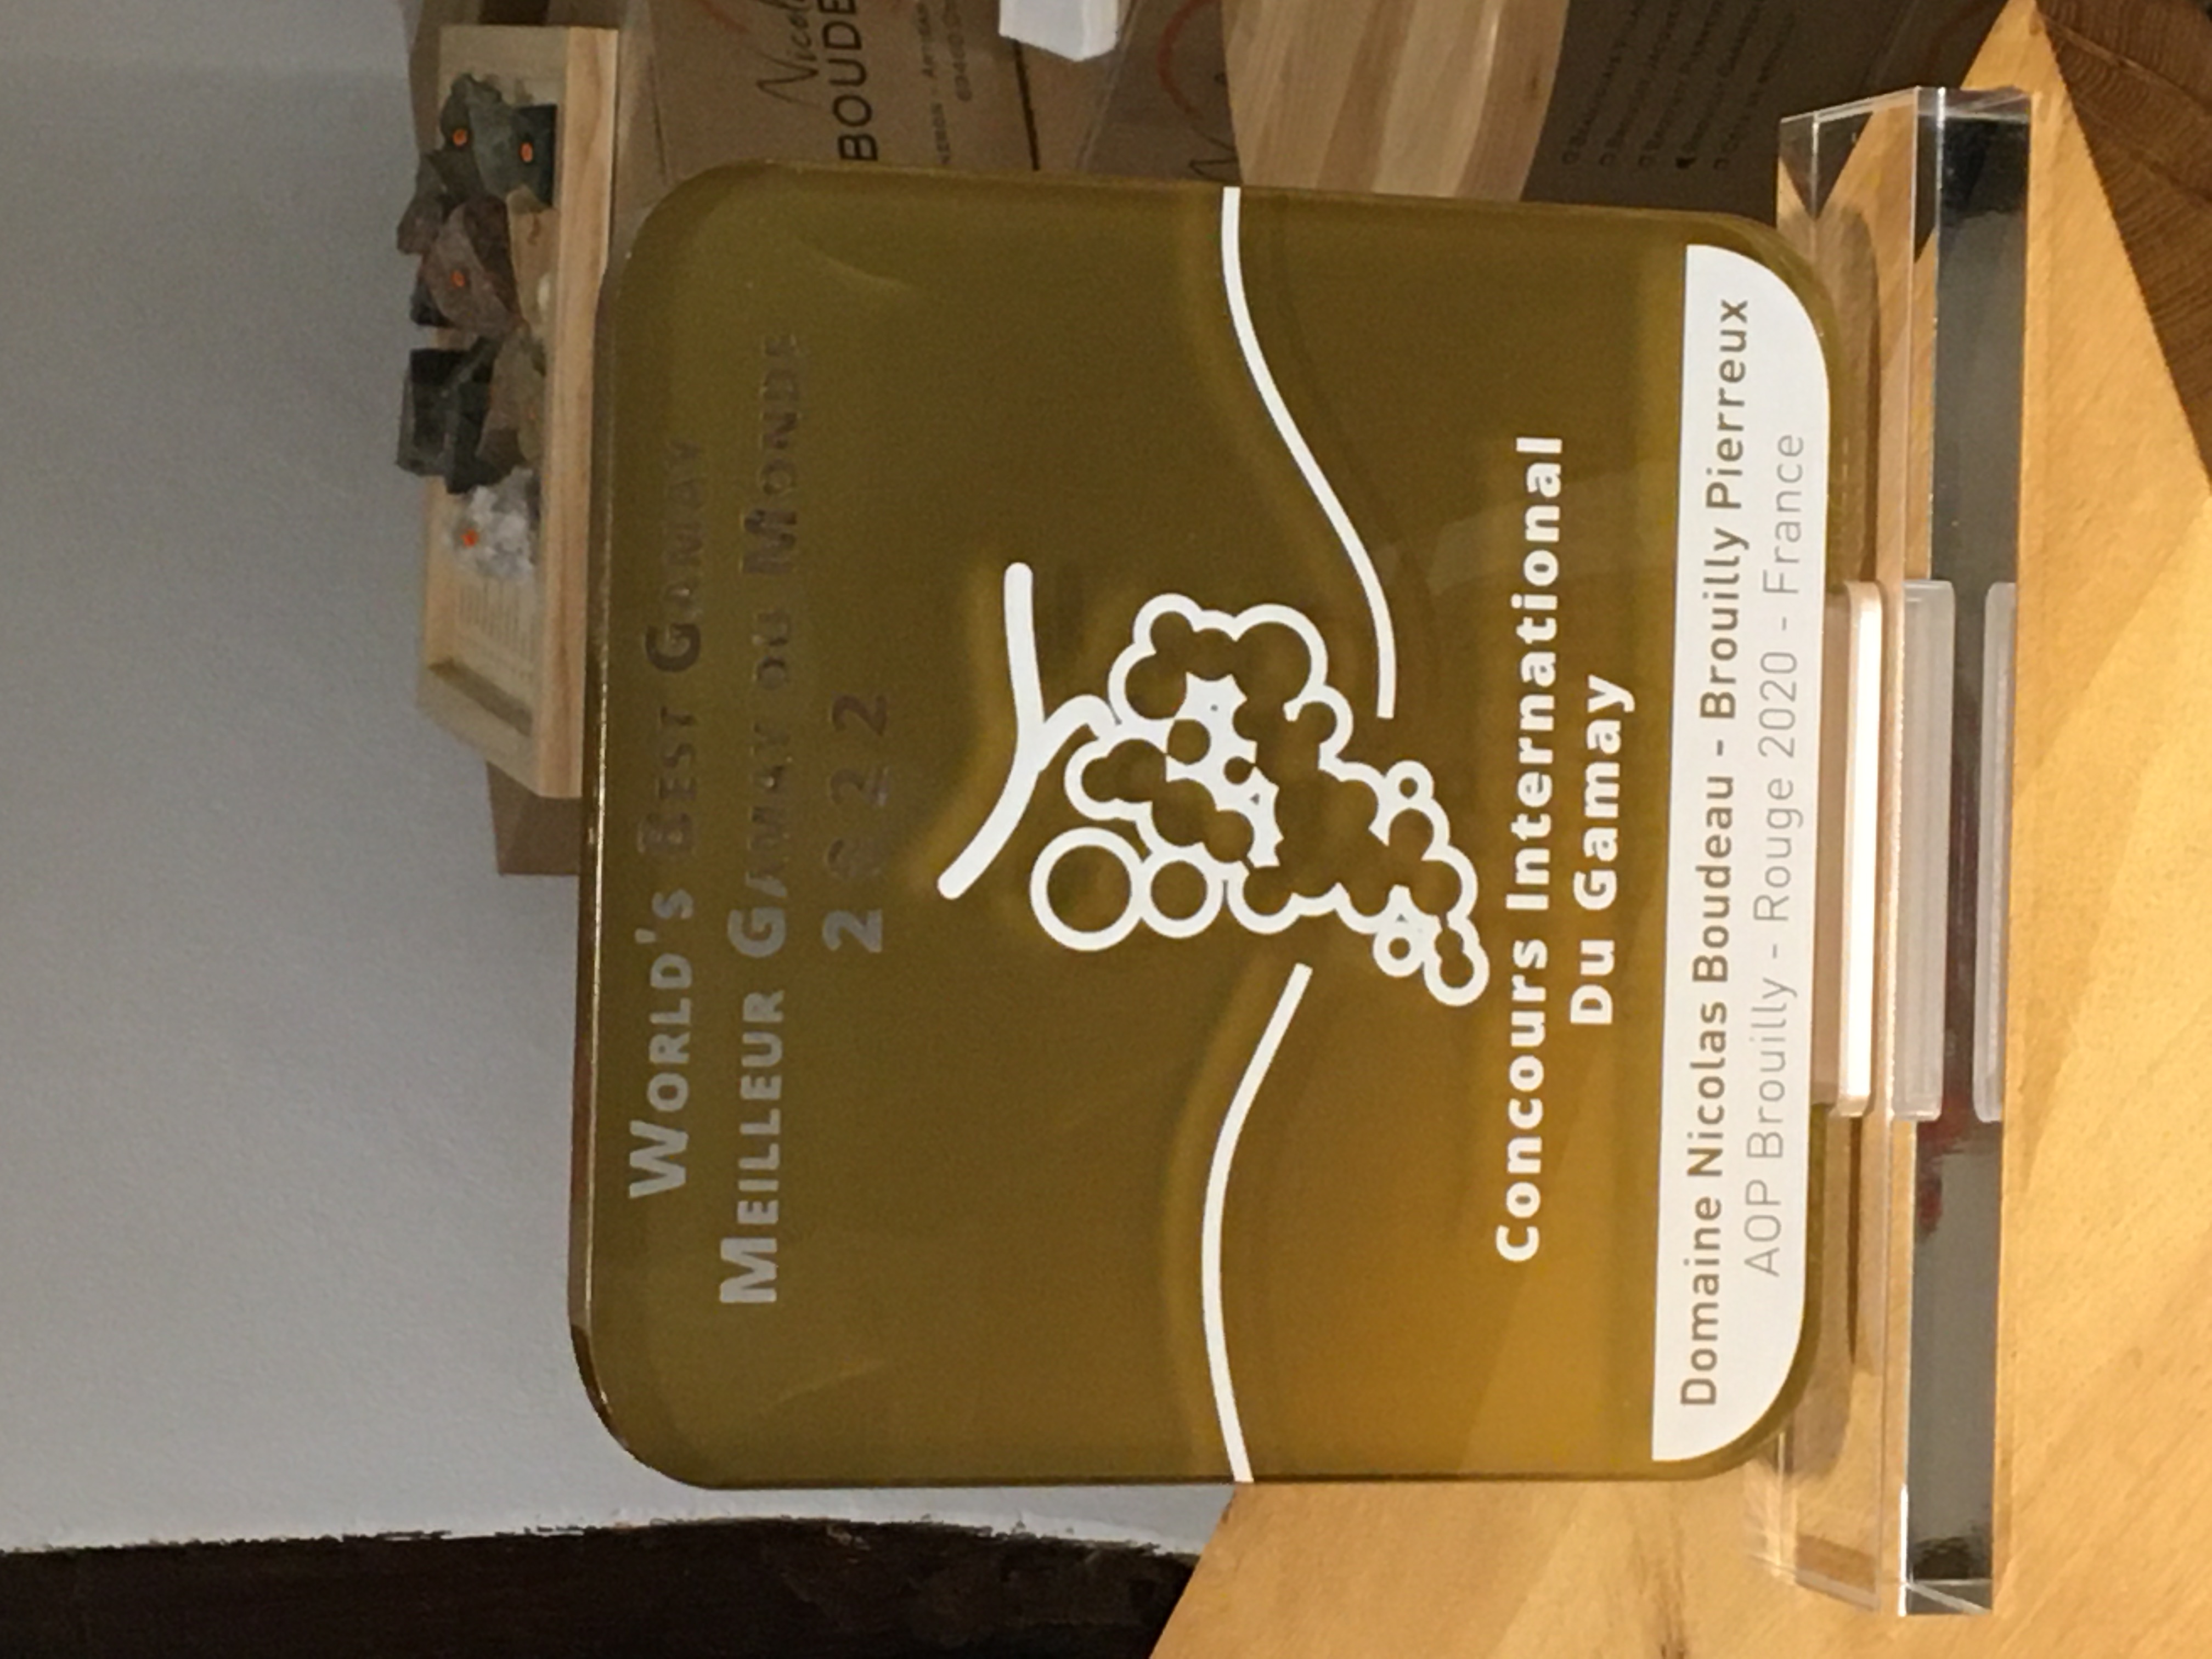 World's Best Gamay
Meilleur Gamay du Monde
2022
Concours International
Du Gamay
Domaine Nicolas Boudeau - Brouilly Pierreux
AOP Brouilly - Rouge 2020 - France
BOUDE